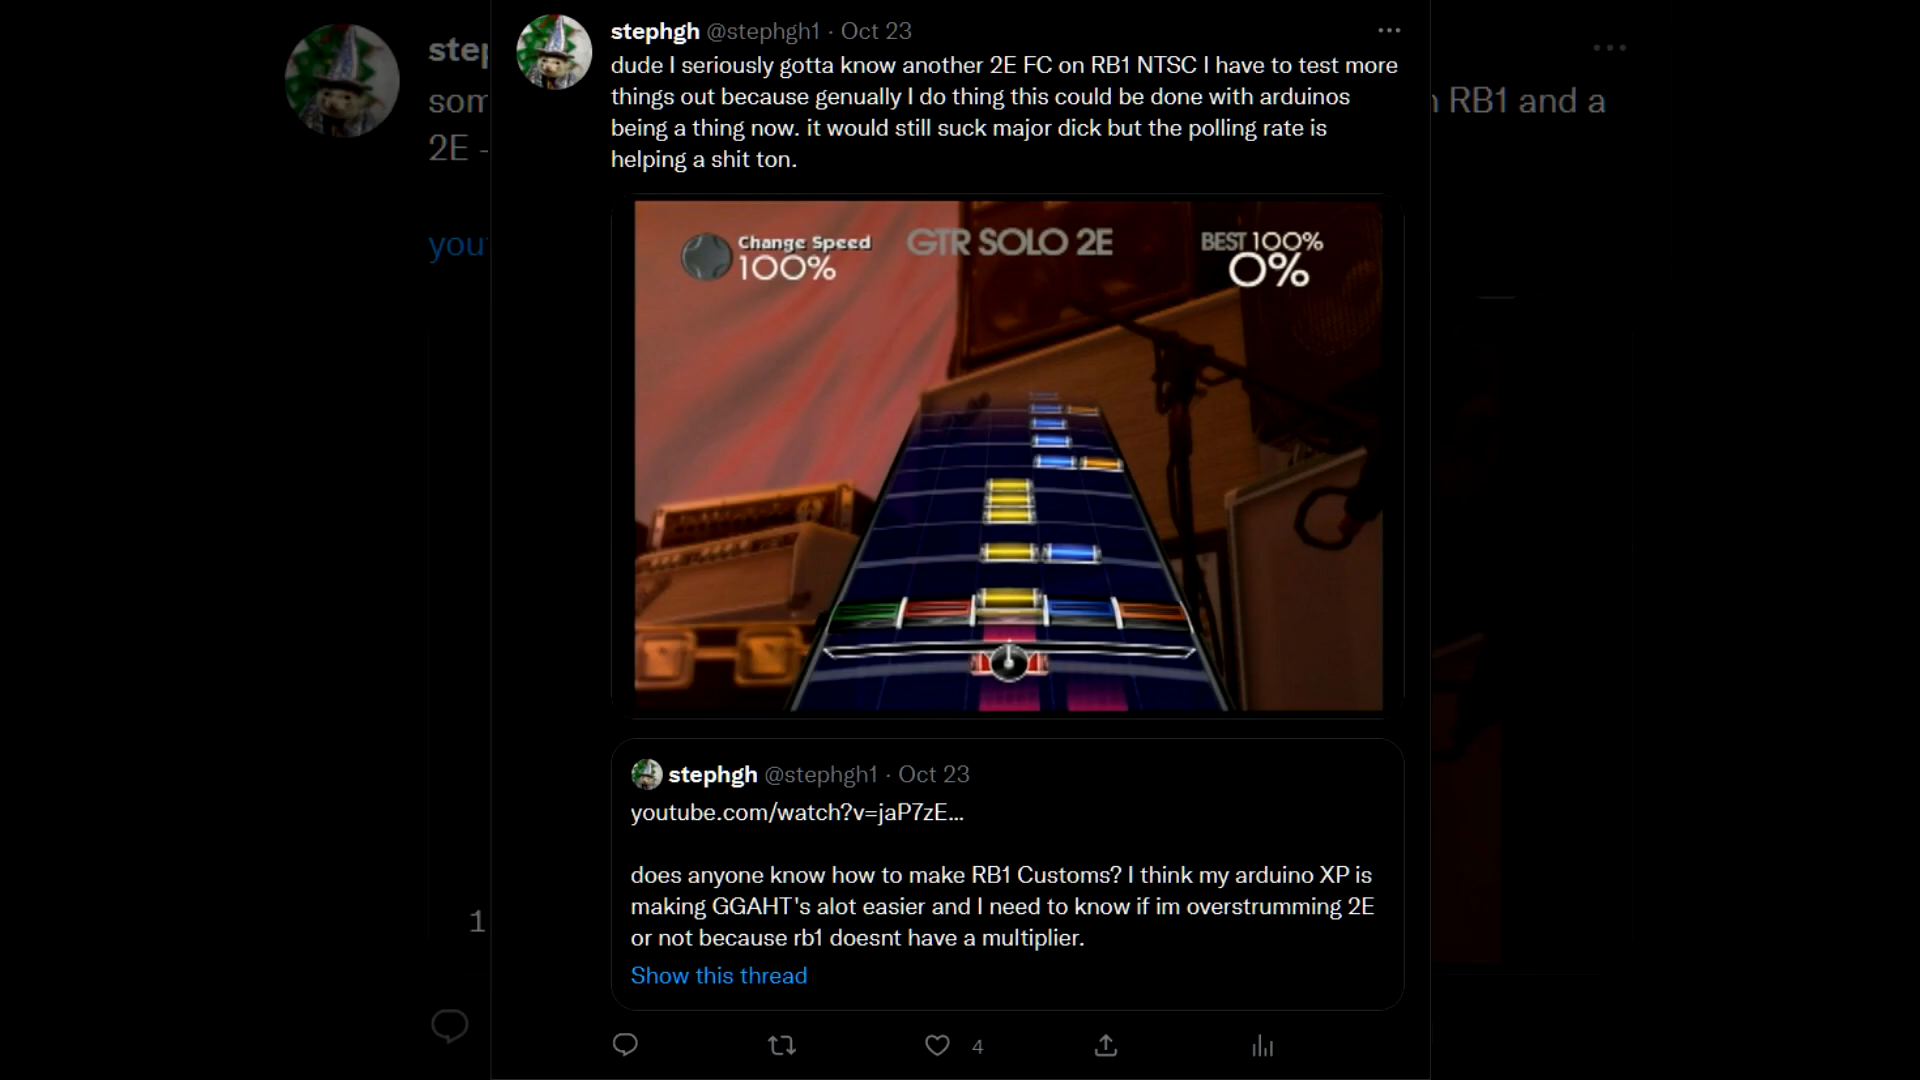 stephgh @stephgh1 · Oct 23
dude I seriously gotta know another 2E FC on RB1 NTSC I have to test more
things out because genually I do thing this could be done with arduinos
being a thing now. it would still suck major dick but the polling rate is
helping a shit ton.
Change Speed
100%
GTR SOLO 2E
BEST 100%
0%
stephgh @stephgh1 · Oct 23
youtube.com/watch?v=jaP7zE...
does anyone know how to make RB1 Customs? I think my arduino XP is
making GGAHT's alot easier and I need to know if im overstrumming 2E
or not because rb1 doesnt have a multiplier.
Show this thread
4
RB1 and a
2E -
1